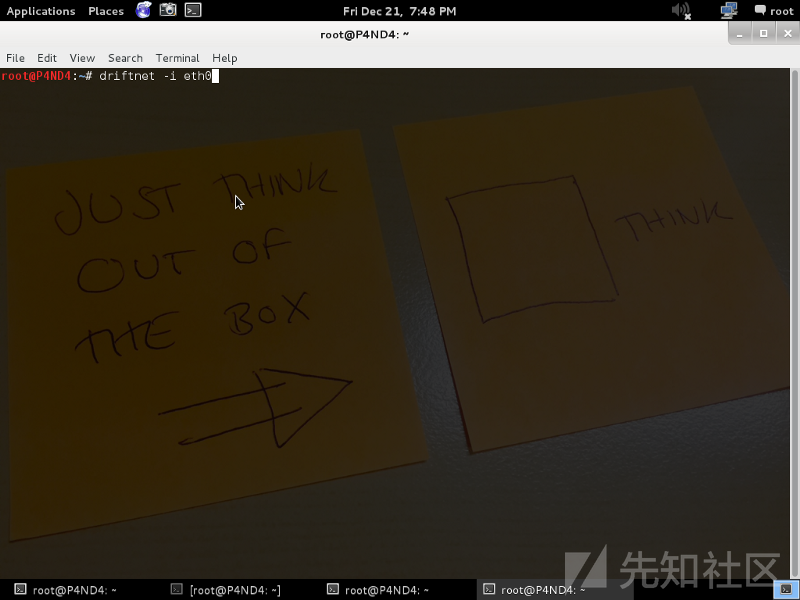 Applications Places Fri Dec 21, 7:48 PM root
root@P4ND4: ~
File Edit View Search Terminal Help
root@P4ND4:~# driftnet -i eth0
JUST THINK
OUT OF
THE BOX
THINK
先知社区
root@P4ND4: ~ [root@P4ND4: ~] root@P4ND4: ~ root@P4ND4: ~